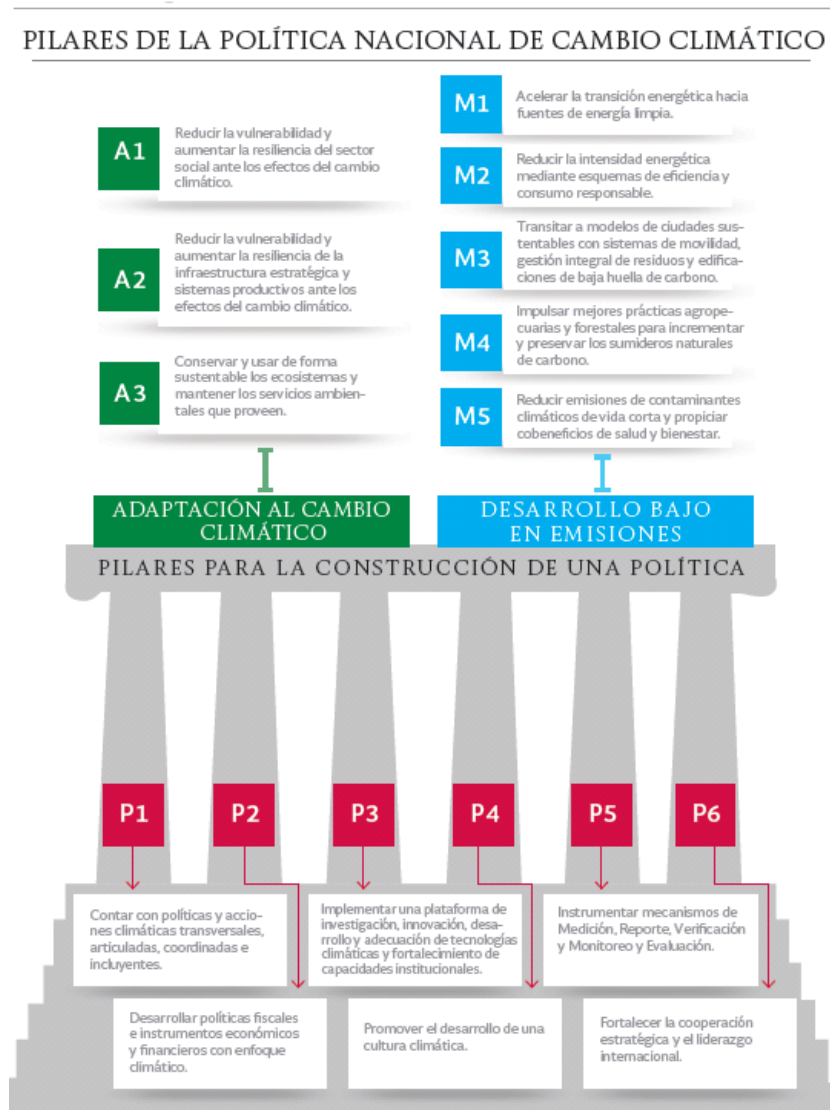 PILARES DE LA POLÍTICA NACIONAL DE CAMBIO CLIMÁTICO
A1
Reducir la vulnerabilidad y
aumentar la resiliencia del sector
social ante los efectos del cambio
climático.
A2
Reducir la vulnerabilidad y
aumentar la resiliencia de la
infraestructura estratégica y
sistemas productivos ante los
efectos del cambio climático.
A3
Conservar y usar de forma
sustentable los ecosistemas y
mantener los servicios ambien-
tales que proveen.
M1
Acelerar la transición energética hacia
fuentes de energía limpia.
M2
Reducir la intensidad energética
mediante esquemas de eficiencia y
consumo responsable.
M3
Transitar a modelos de ciudades sus-
tentables con sistemas de movilidad,
gestión integral de residuos y edifica-
ciones de baja huella de carbono.
M4
Impulsar mejores prácticas agrope-
cuarias y forestales para incrementar
y preservar los sumideros naturales
de carbono.
M5
Reducir emisiones de contaminantes
climáticos de vida corta y propiciar
cobeneficios de salud y bienestar.
ADAPTACIÓN AL CAMBIO
CLIMÁTICO
DESARROLLO BAJO
EN EMISIONES
PILARES PARA LA CONSTRUCCIÓN DE UNA POLÍTICA
P1
P2
P3
P4
P5
P6
Contar con políticas y accio-
nes climáticas transversales,
articuladas, coordinadas e
incluyentes.
Implementar una plataforma de
investigación, innovación, desa-
rrollo y adecuación de tecnologías
climáticas y fortalecimiento de
capacidades institucionales.
Instrumentar mecanismos de
Medición, Reporte, Verificación
y Monitoreo y Evaluación.
Desarrollar políticas fiscales
e instrumentos económicos
y financieros con enfoque
climático.
Promover el desarrollo de una
cultura climática.
Fortalecer la cooperación
estratégica y el liderazgo
internacional.